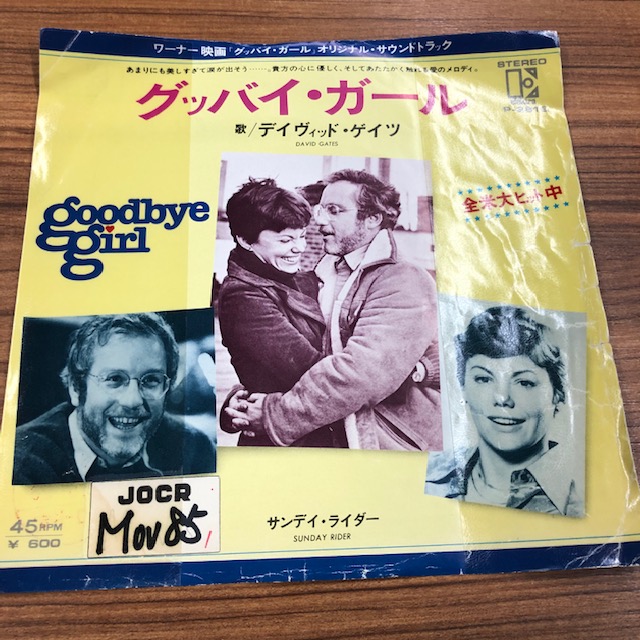 ワーナー映画「グッバイ・ガール」オリジナル・サウンドトラック
あまりにも美しすぎて涙が出そう……。貴方の心に優しく、そしてあたたかく触れる愛のメロディ。
STEREO
グッバイ・ガール
歌/デイヴィッド・ゲイツ
DAVID GATES
全米大ヒット中
goodbye
girl
JOCR
Mov 85
45RPM
¥ 600
サンデイ・ライダー
SUNDAY RIDER